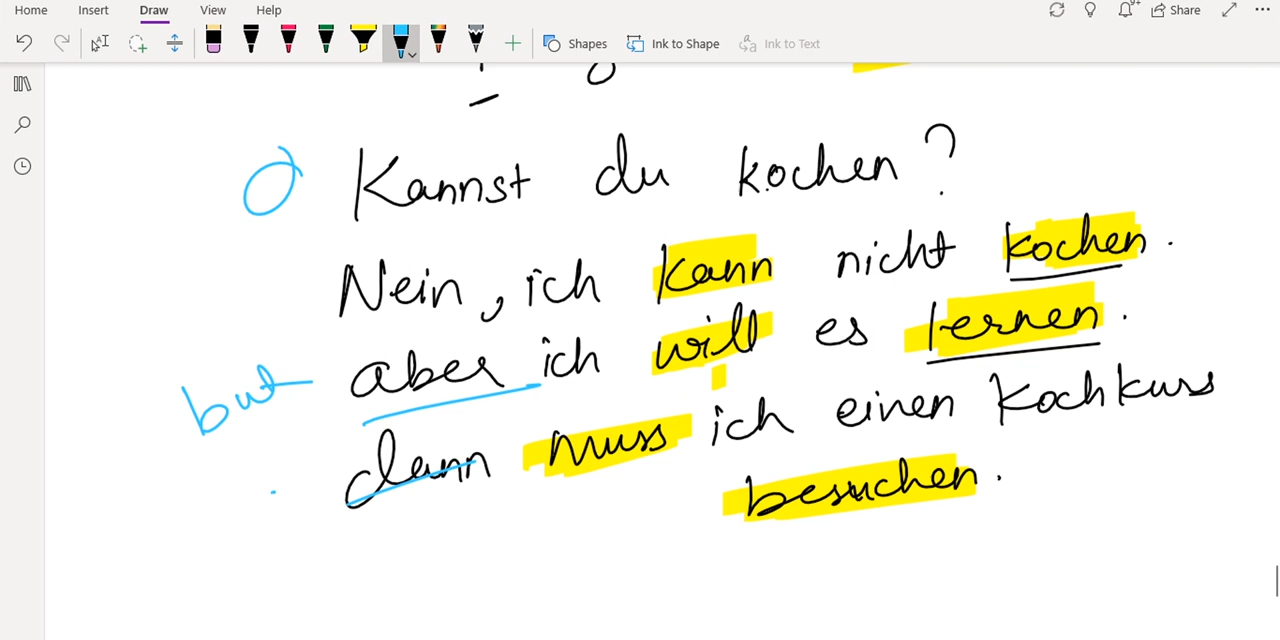 Home Insert Draw View Help
Share
Shapes Ink to Shape Ink to Text
Kannst du kochen?
Nein, ich kann nicht kochen.
but aber ich will es lernen.
dann muss ich einen Kochkurs
besuchen.